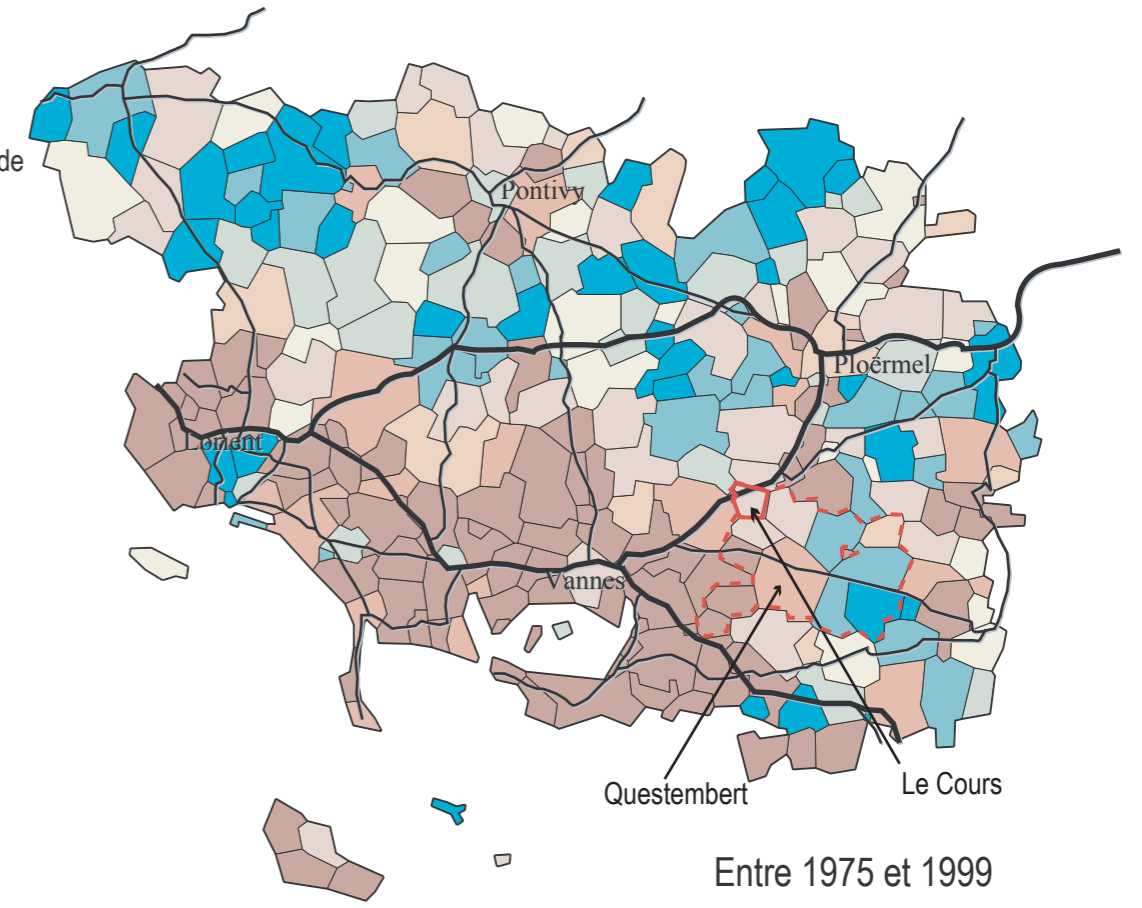 de
Pontivy
Ploërmel
Lorient
Vannes
Questembert
Le Cours
Entre 1975 et 1999